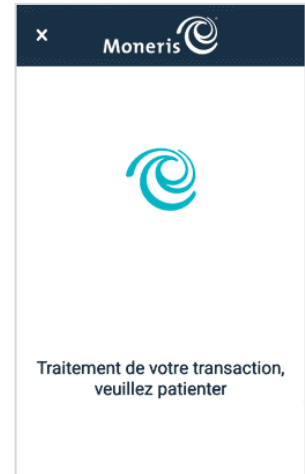 ×
Moneris
Traitement de votre transaction,
veuillez patienter